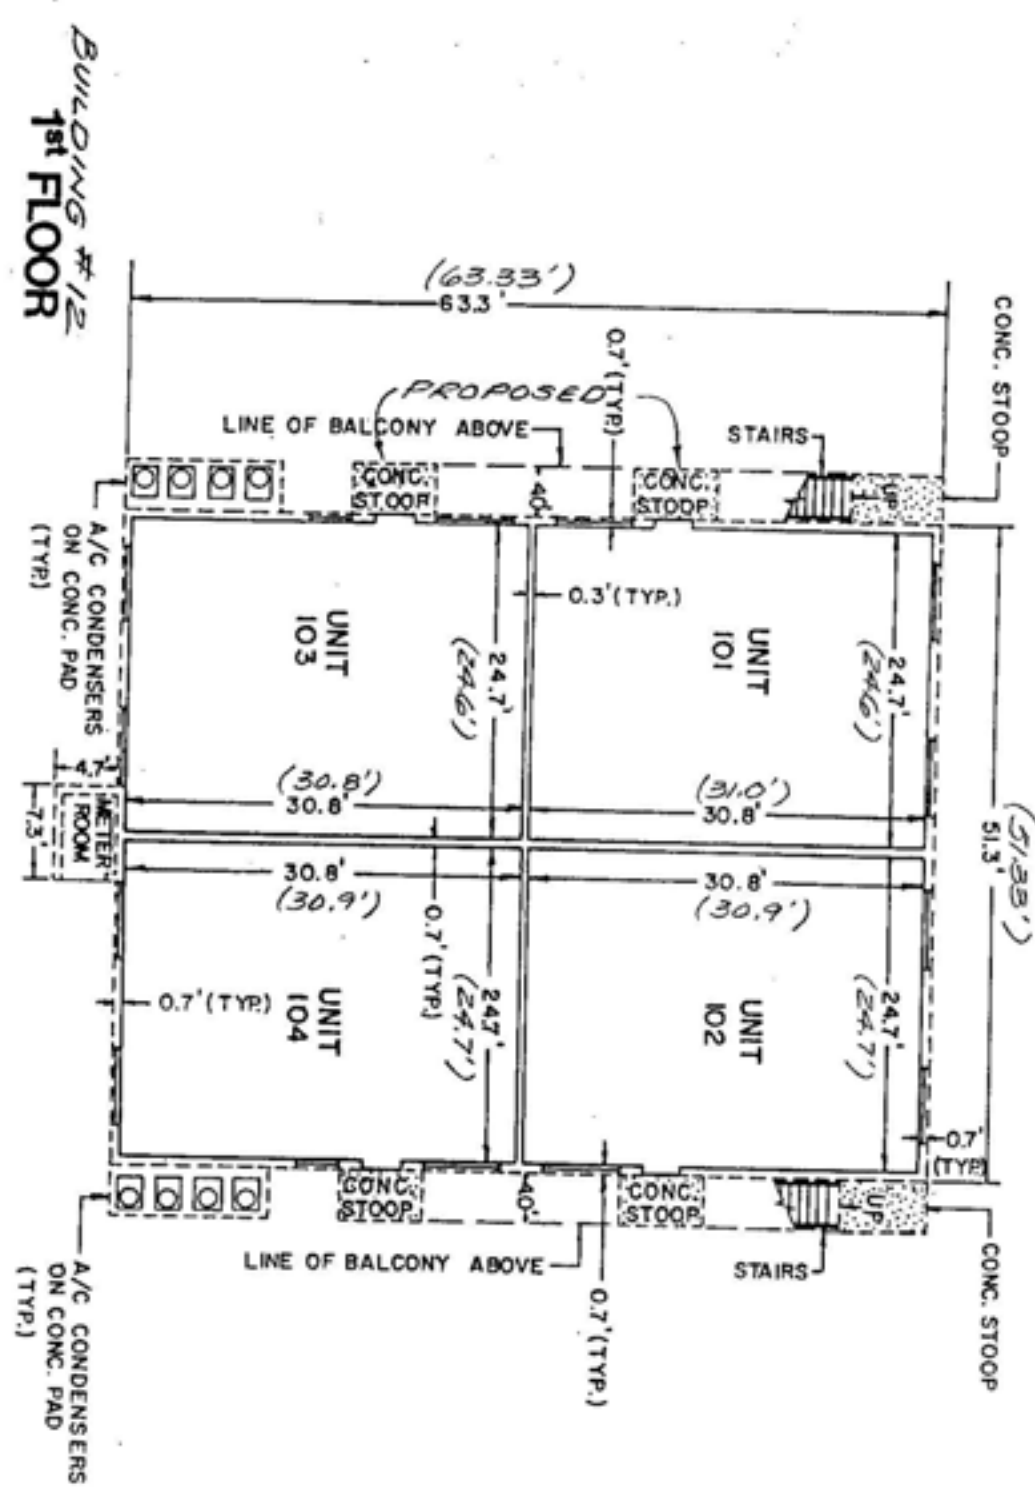 BUILDING #12
1st FLOOR
(63.33')
63.3'
CONC. STOOP
0.7' (TYP.)
PROPOSED
LINE OF BALCONY ABOVE
STAIRS
CONC.
STOOP
CONC.
STOOP
UP
4.0'
A/C CONDENSERS
ON CONC. PAD
(TYP.)
0.3' (TYP.)
UNIT
103
24.7'
(24.6')
UNIT
101
24.7'
(24.6')
(51.33')
51.3'
4.7'
7.3'
METER
ROOM
(30.8')
30.8'
(31.0')
30.8'
30.8'
(30.9')
30.8'
(30.9')
0.7' (TYP.)
0.7' (TYP.)
UNIT
104
24.7'
(24.7')
UNIT
102
24.7'
(24.7')
0.7'
(TYP.)
CONC.
STOOP
4.0'
CONC.
STOOP
UP
LINE OF BALCONY ABOVE
STAIRS
0.7' (TYP.)
CONC. STOOP
A/C CONDENSERS
ON CONC. PAD
(TYP.)